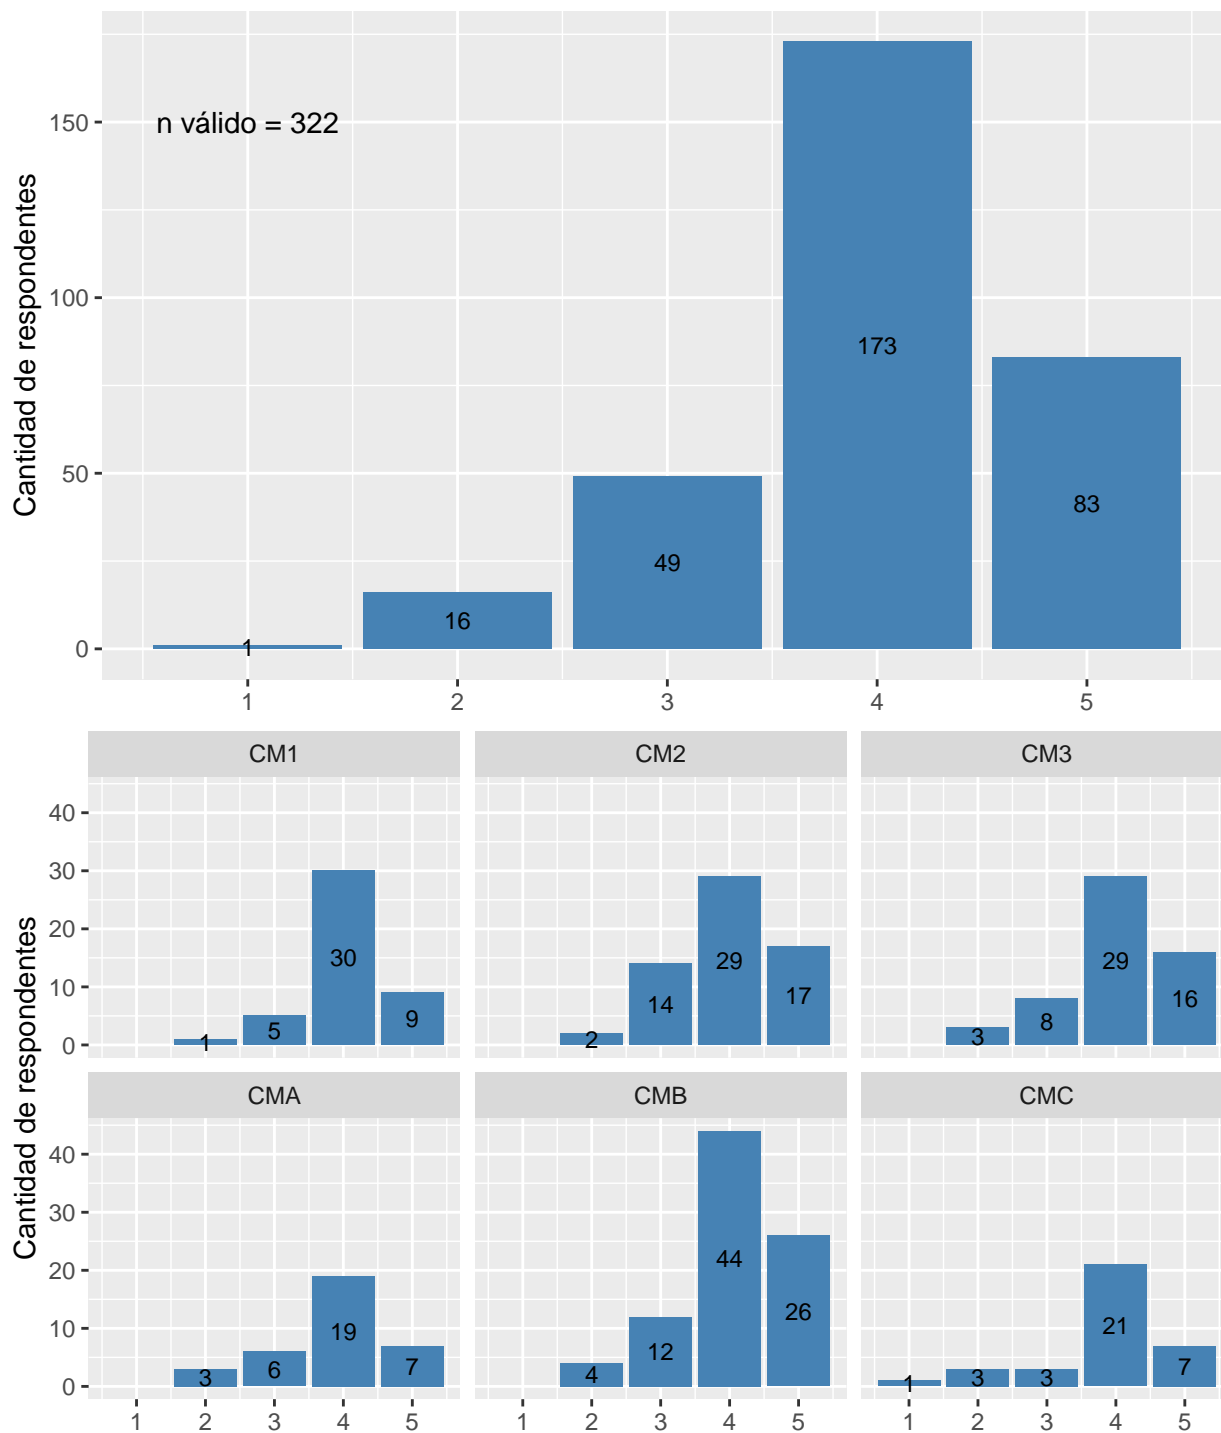 Cantidad de respondentes
150
100
50
0
n válido = 322
1
16
49
173
83
1 2 3 4 5
Cantidad de respondentes
CM1 CM2 CM3
40
30
20
10
0
1 5 30 9
2 14 29 17
3 8 29 16
CMA CMB CMC
40
30
20
10
0
3 6 19 7
4 12 44 26
1 3 3 21 7
1 2 3 4 5 1 2 3 4 5 1 2 3 4 5